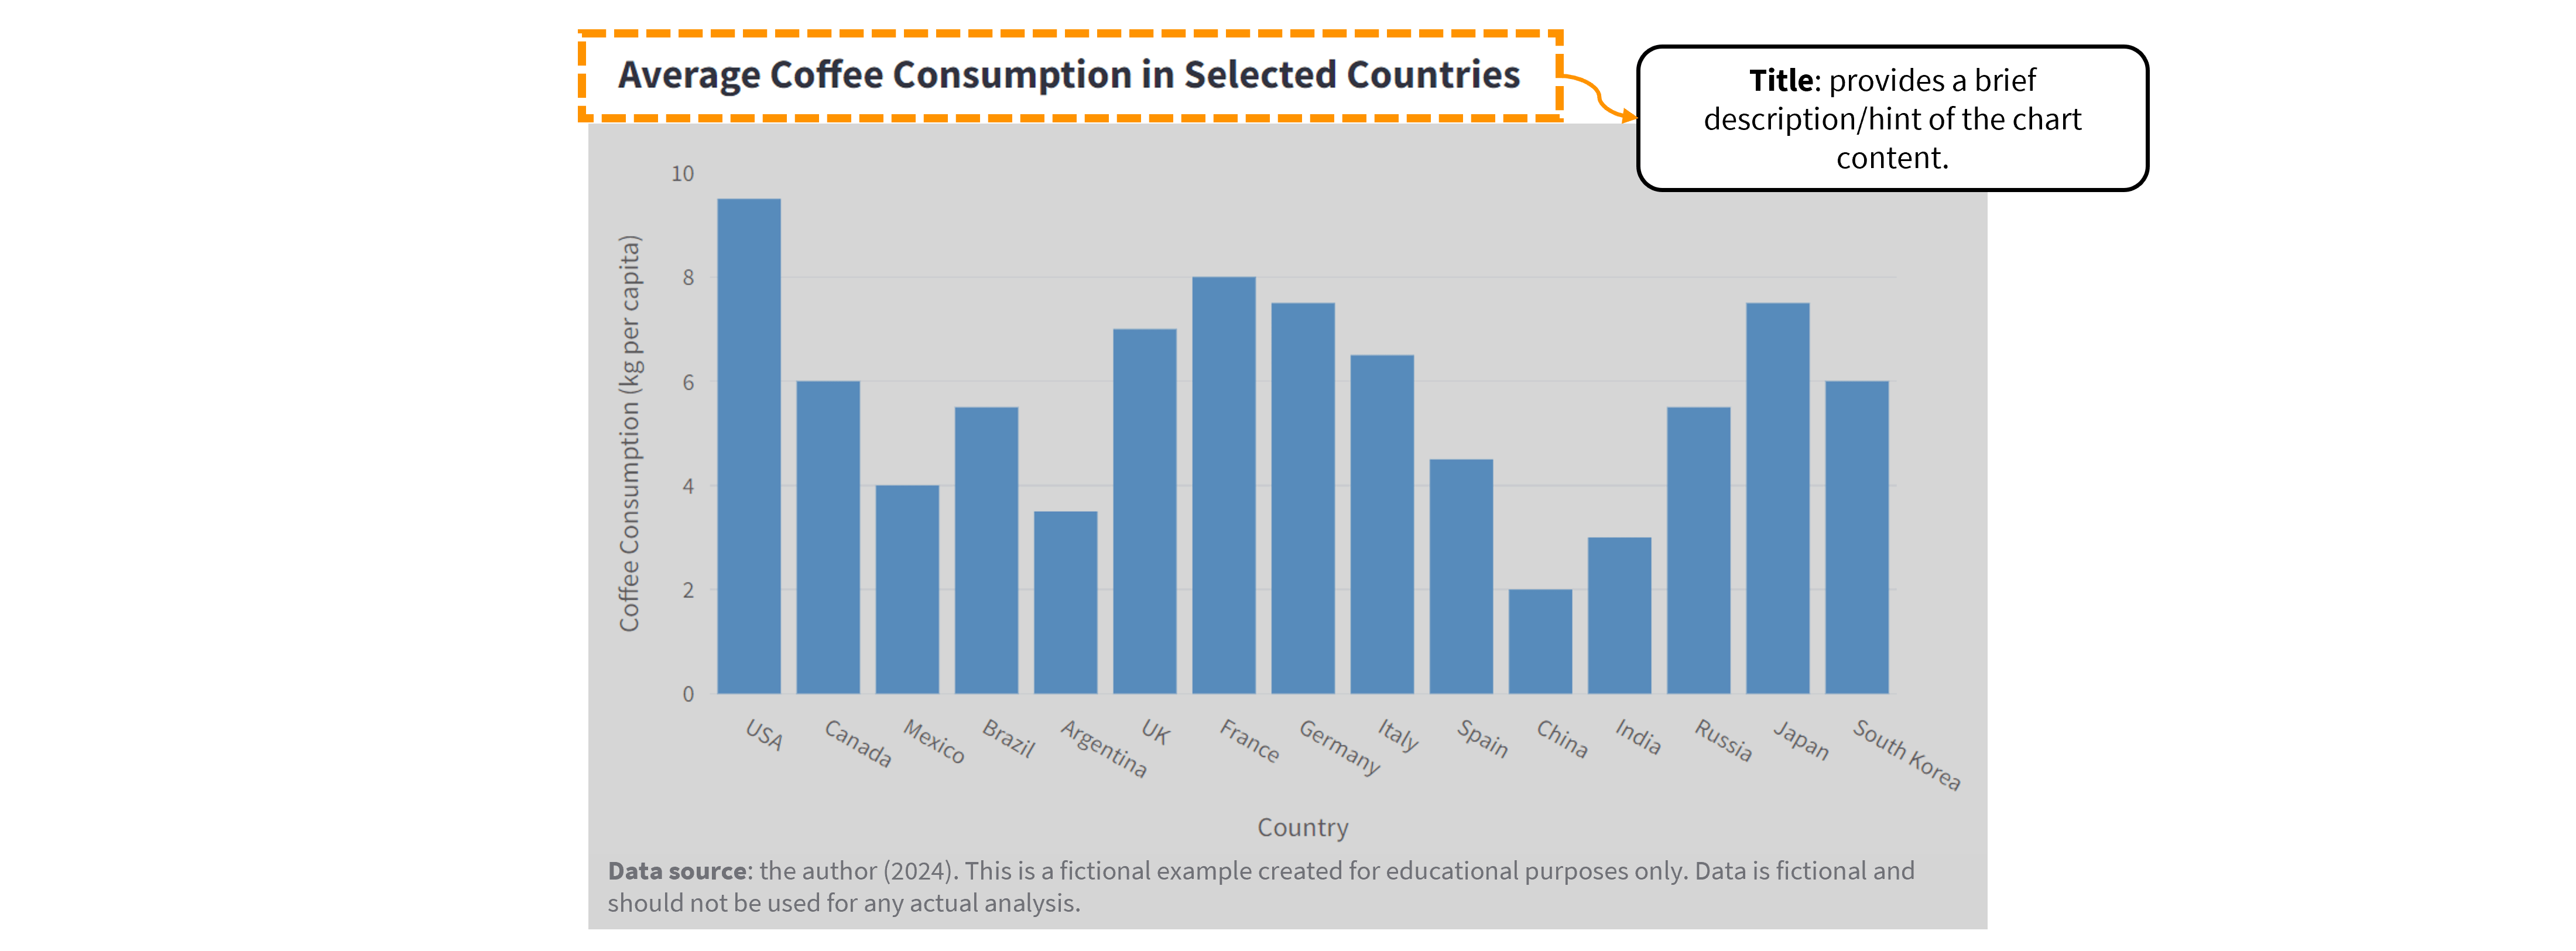 Average Coffee Consumption in Selected Countries
Title: provides a brief
description/hint of the chart
content.
Coffee Consumption (kg per capita)
10
8
6
4
2
0
USA
Canada
Mexico
Brazil
Argentina
UK
France
Germany
Italy
Spain
China
India
Russia
Japan
South Korea
Country
Data source: the author (2024). This is a fictional example created for educational purposes only. Data is fictional and
should not be used for any actual analysis.